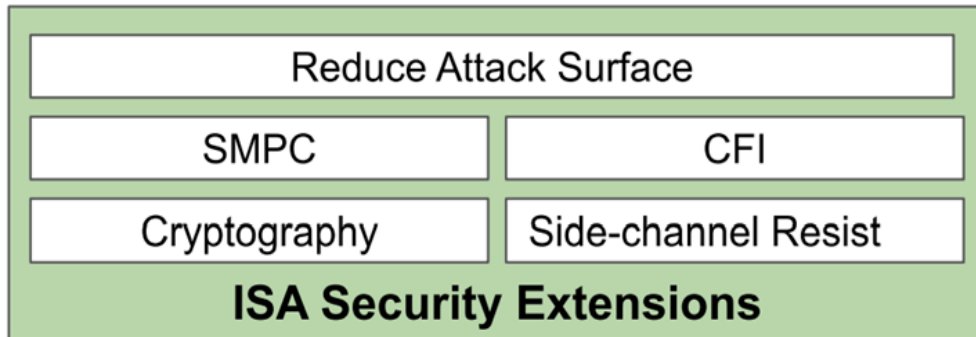 Reduce Attack Surface
SMPC
CFI
Cryptography
Side-channel Resist
ISA Security Extensions